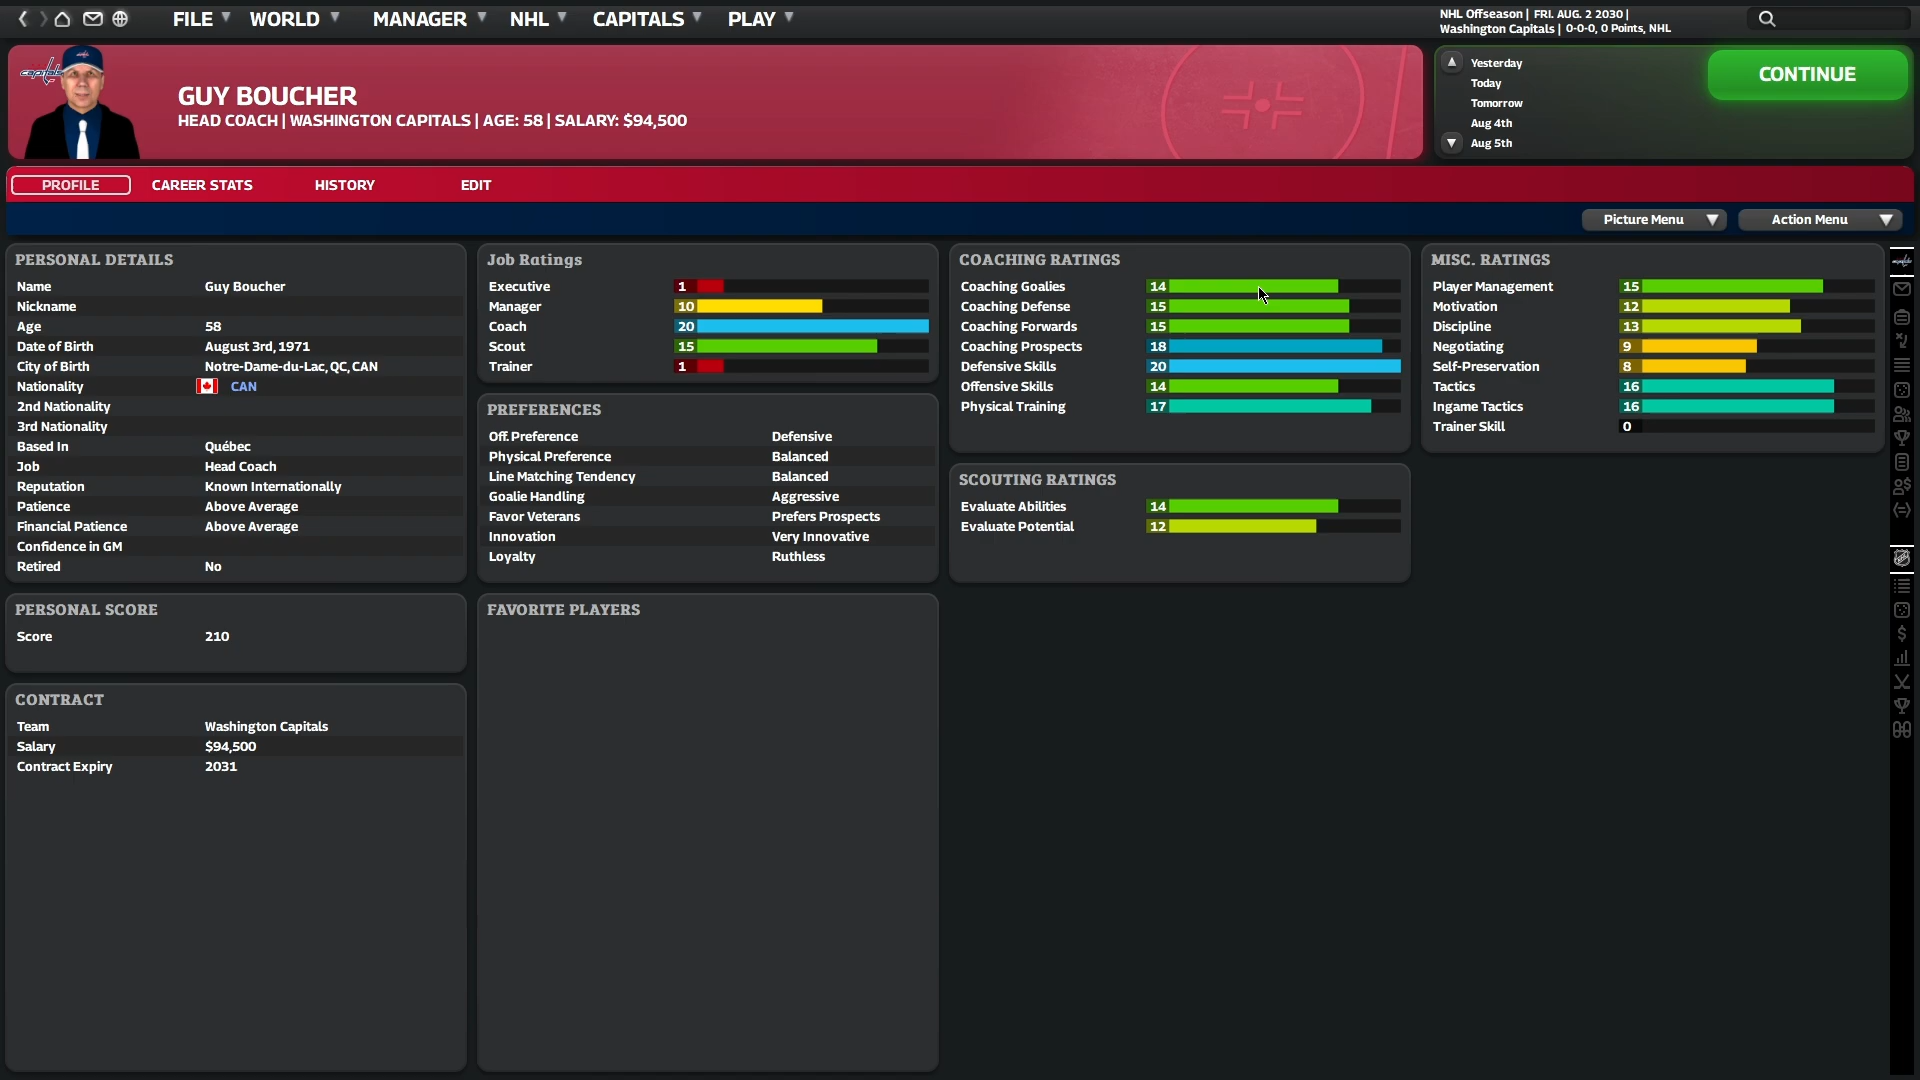 FILE WORLD MANAGER NHL CAPITALS PLAY
NHL Offseason | FRI. AUG. 2 2030 |
Washington Capitals | 0-0-0, 0 Points, NHL
capitals
GUY BOUCHER
HEAD COACH | WASHINGTON CAPITALS | AGE: 58 | SALARY: $94,500
Yesterday
Today
Tomorrow
Aug 4th
Aug 5th
CONTINUE
PROFILE CAREER STATS HISTORY EDIT
Picture Menu Action Menu
PERSONAL DETAILS
Name Guy Boucher
Nickname
Age 58
Date of Birth August 3rd, 1971
City of Birth Notre-Dame-du-Lac, QC, CAN
Nationality CAN
2nd Nationality
3rd Nationality
Based In Québec
Job Head Coach
Reputation Known Internationally
Patience Above Average
Financial Patience Above Average
Confidence in GM
Retired No
PERSONAL SCORE
Score 210
CONTRACT
Team Washington Capitals
Salary $94,500
Contract Expiry 2031
Job Ratings
Executive 1
Manager 10
Coach 20
Scout 15
Trainer 1
PREFERENCES
Off. Preference Defensive
Physical Preference Balanced
Line Matching Tendency Balanced
Goalie Handling Aggressive
Favor Veterans Prefers Prospects
Innovation Very Innovative
Loyalty Ruthless
FAVORITE PLAYERS
COACHING RATINGS
Coaching Goalies 14
Coaching Defense 15
Coaching Forwards 15
Coaching Prospects 18
Defensive Skills 20
Offensive Skills 14
Physical Training 17
SCOUTING RATINGS
Evaluate Abilities 14
Evaluate Potential 12
MISC. RATINGS
Player Management 15
Motivation 12
Discipline 13
Negotiating 9
Self-Preservation 8
Tactics 16
Ingame Tactics 16
Trainer Skill 0